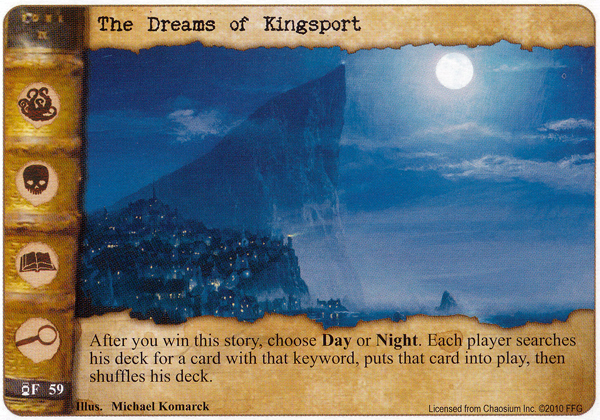 The Dreams of Kingsport
After you win this story, choose Day or Night. Each player searches
his deck for a card with that keyword, puts that card into play, then
shuffles his deck.
F 59
Illus. Michael Komarck
Licensed from Chaosium Inc. ©2010 FFG